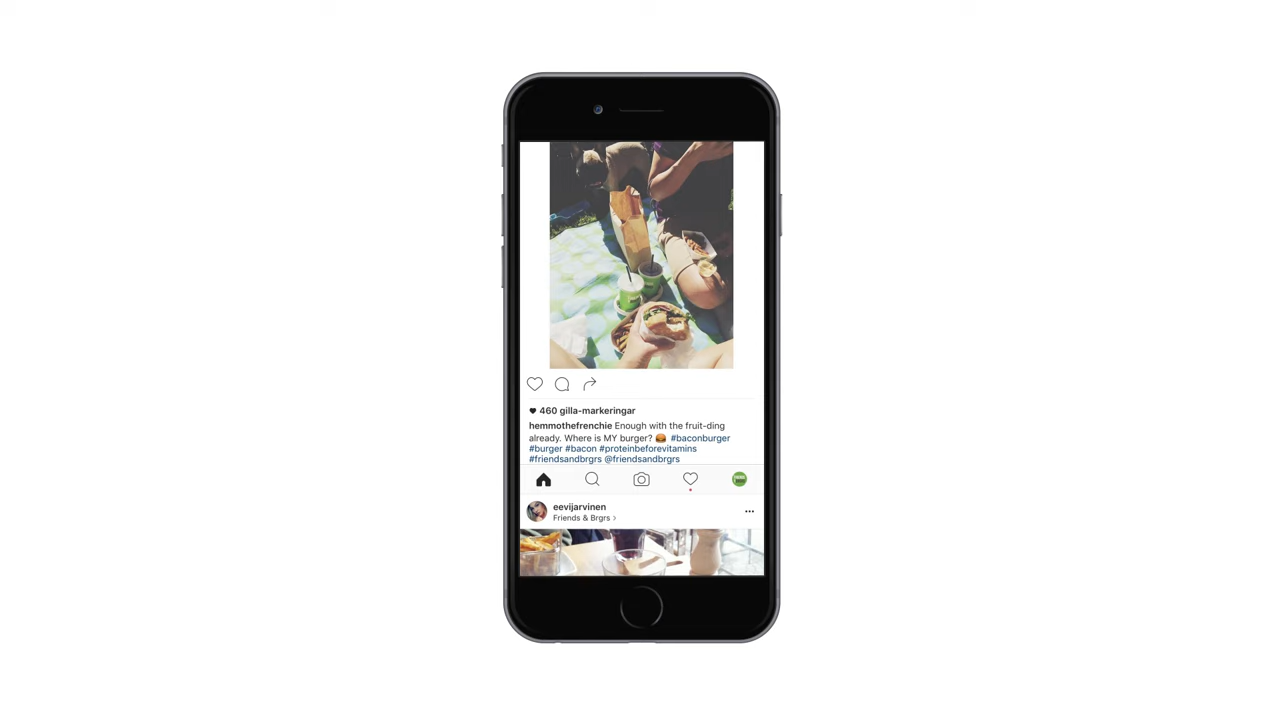 460 gilla-markeringar
hemmothefrenchie Enough with the fruit-ding
already. Where is MY burger? 🍔 #baconburger
#burger #bacon #proteinbeforevitamins
#friendsandbrgrs @friendsandbrgrs
eevijarvinen
Friends & Brgrs >